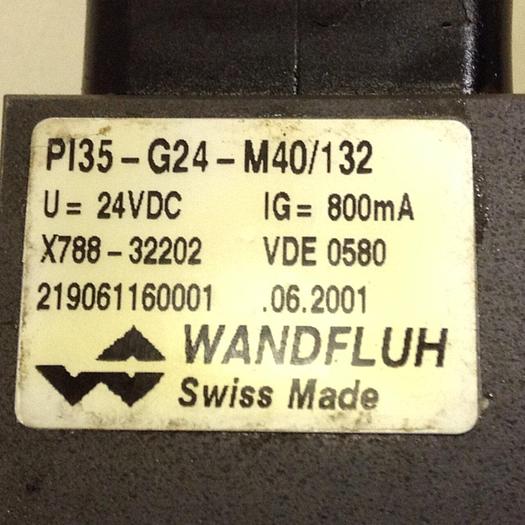 PI35-G24-M40/132
U= 24VDC IG= 800mA
X788-32202 VDE 0580
219061160001 .06.2001
WANDFLUH
Swiss Made